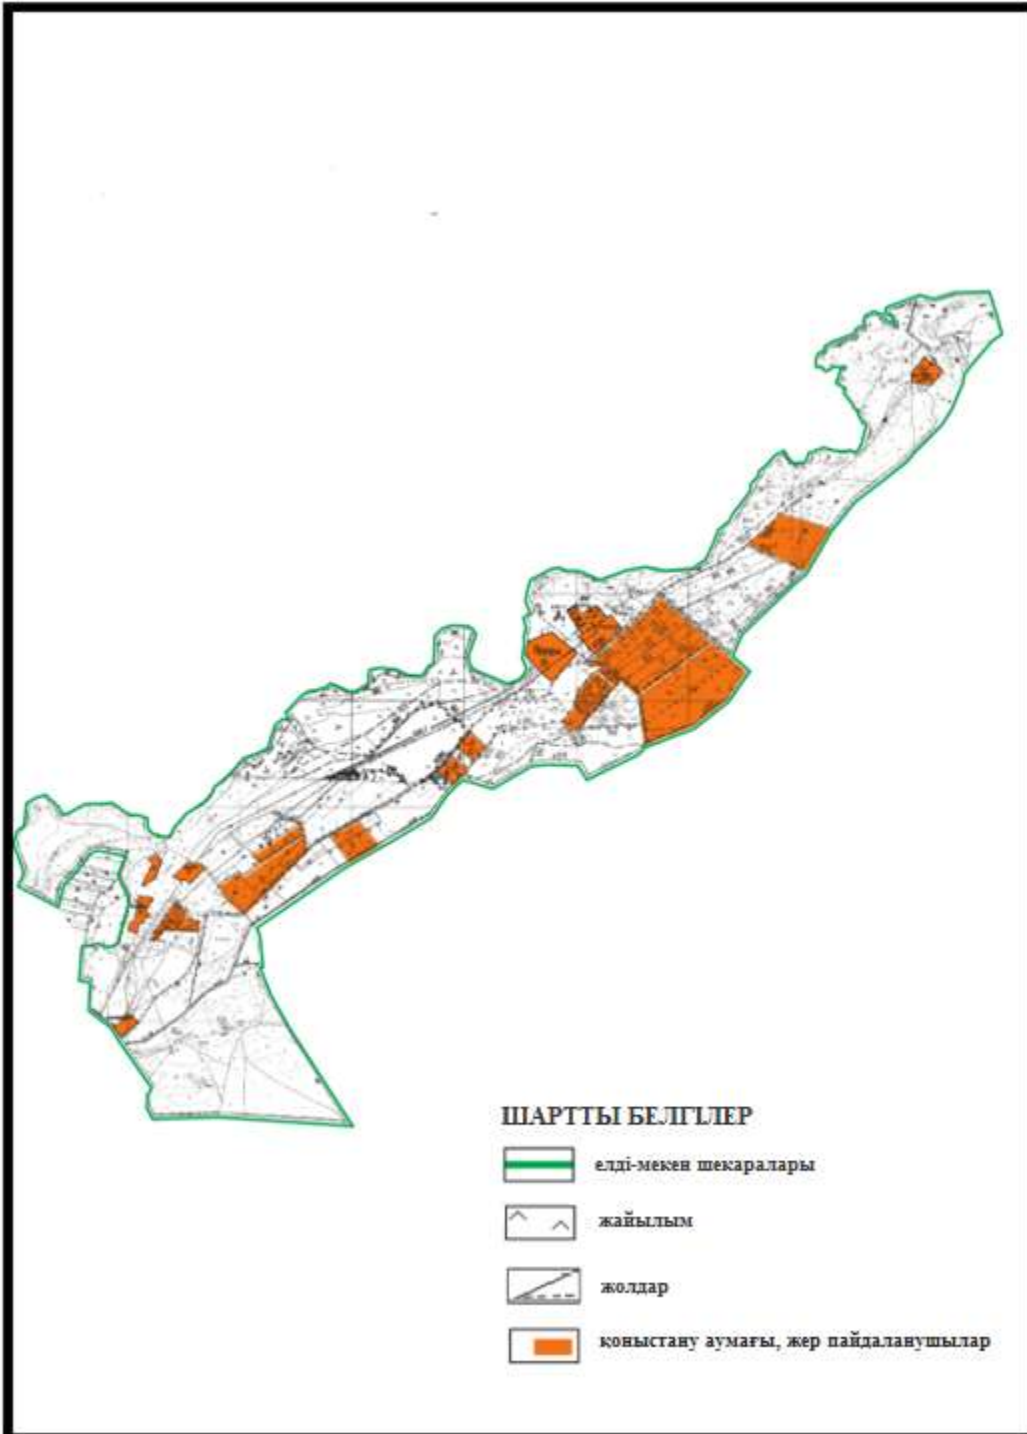 ШАРТТЫ БЕЛГІЛЕР
елді-мекен шекаралары
жайылым
жолдар
қоныстану аумағы, жер пайдаланушылар